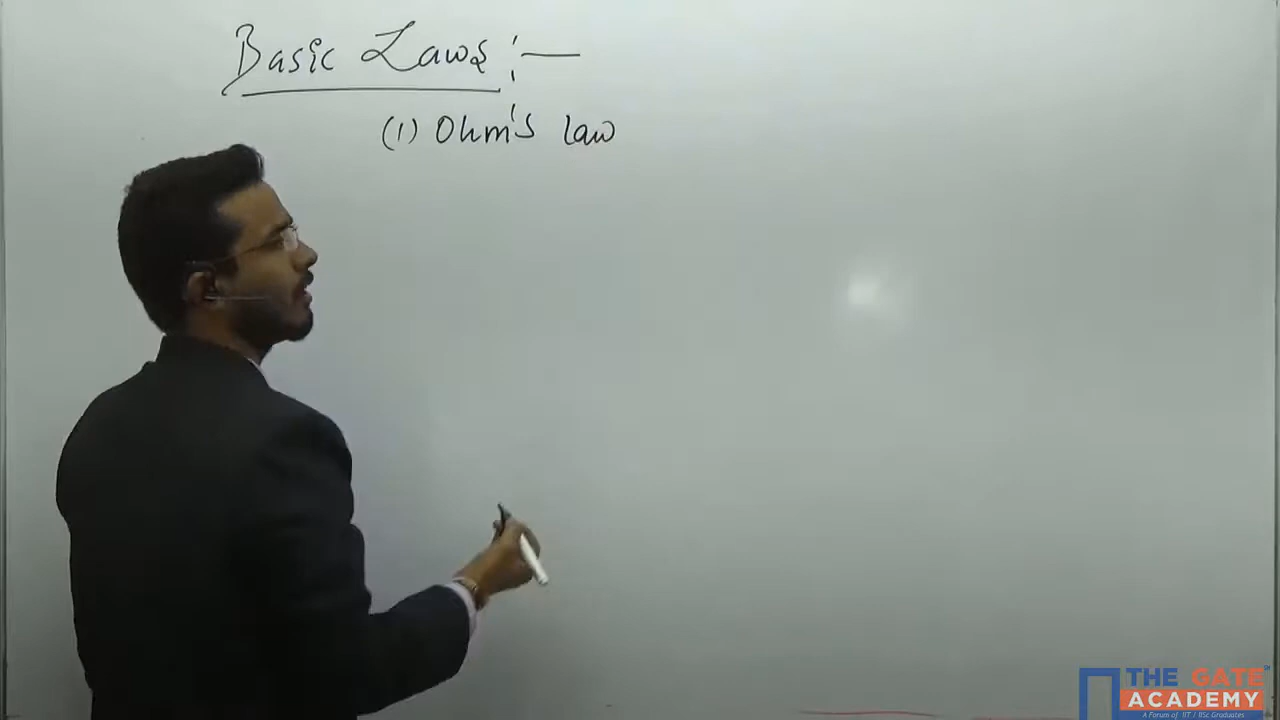 Basic Laws :—
(1) Ohm's law
THE GATE
ACADEMY
A Forum of IIT / IISc Graduates